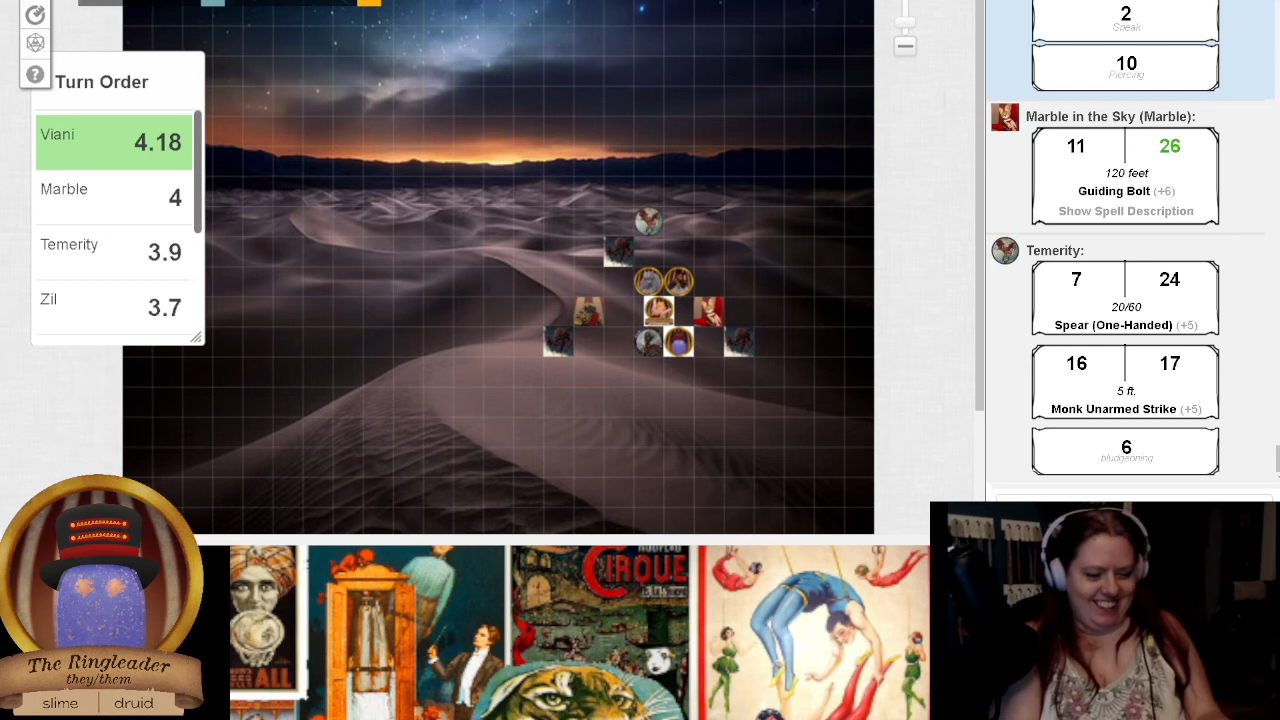 Turn Order
Viani
4.18
Marble
4
Temerity
3.9
Zil
3.7
2
Sneak
10
Piercing
Marble in the Sky (Marble):
11 26
120 feet
Guiding Bolt (+6)
Show Spell Description
Temerity:
7 24
20/60
Spear (One-Handed) (+5)
16 17
5 ft.
Monk Unarmed Strike (+5)
6
bludgeoning
The Ringleader
they/them
slime | druid
ALL
CIRQUE